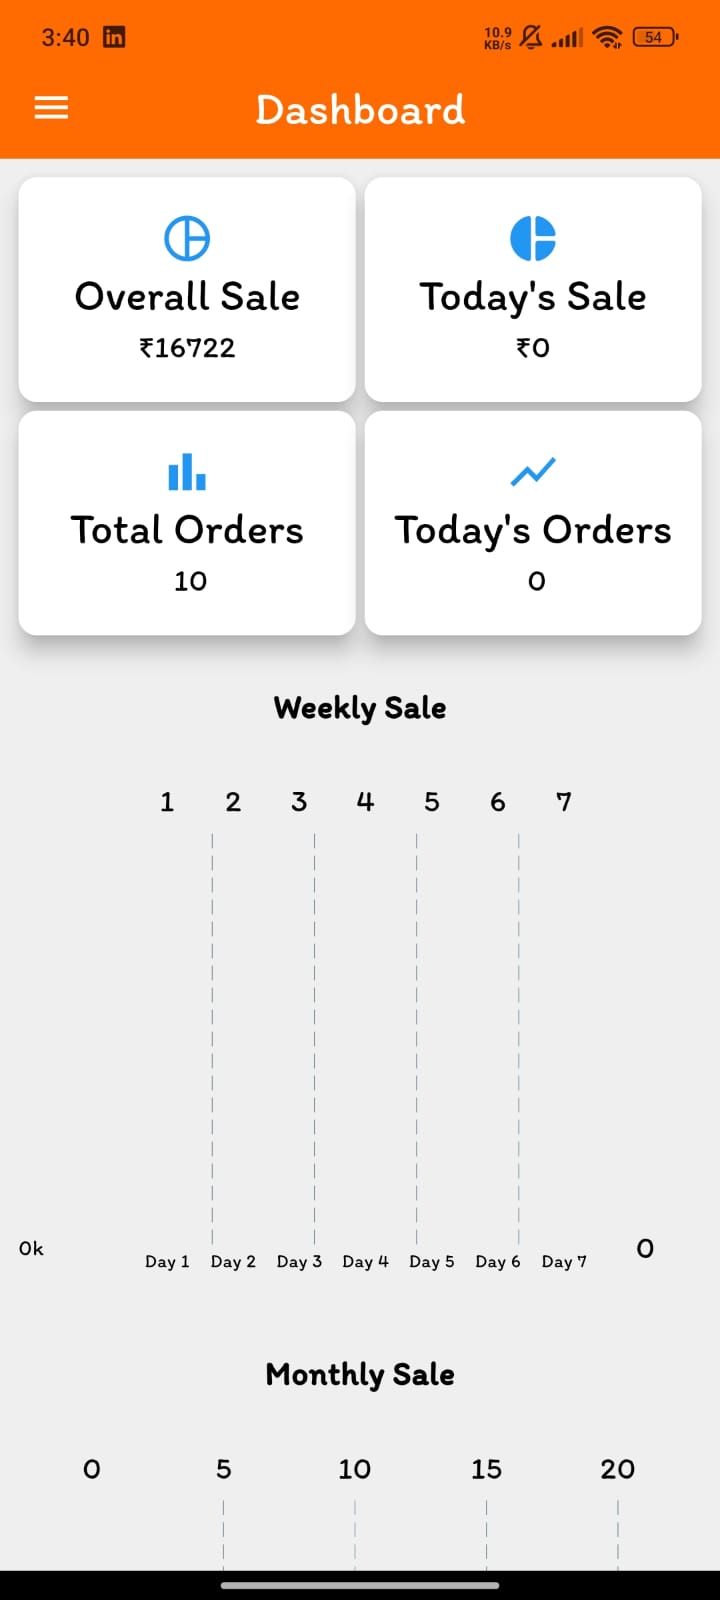 3:40 in 10.9 KB/s 54
Dashboard
Overall Sale
₹16722
Today's Sale
₹0
Total Orders
10
Today's Orders
0
Weekly Sale
1 2 3 4 5 6 7
0k 0
Day 1 Day 2 Day 3 Day 4 Day 5 Day 6 Day 7
Monthly Sale
0 5 10 15 20